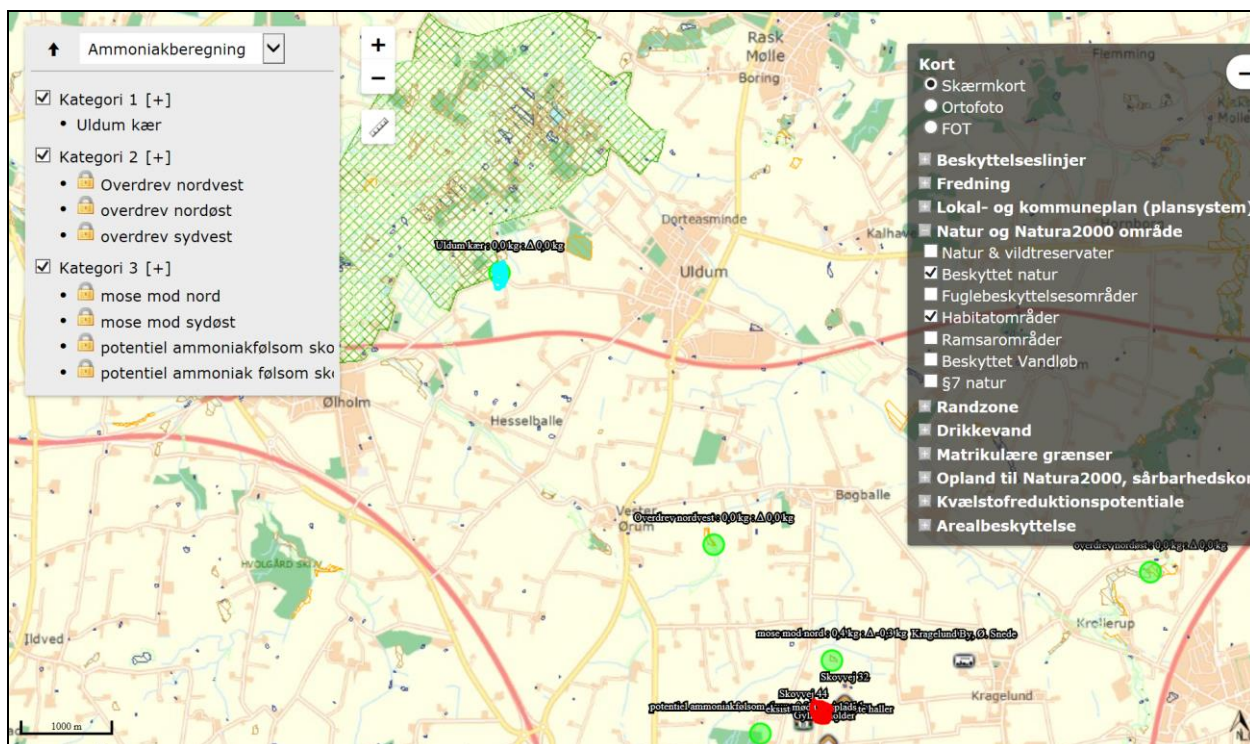 Ammoniakberegning
Kategori 1 [+]
Uldum kær
Kategori 2 [+]
Overdrev nordvest
overdrev nordøst
overdrev sydvest
Kategori 3 [+]
mose mod nord
mose mod sydøst
potentiel ammoniakfølsom sko
potentiel ammoniak følsom sk
+
−
Kort
Skærmkort
Ortofoto
FOT
Beskyttelseslinjer
Fredning
Lokal- og kommuneplan (plansystem)
Natur og Natura2000 område
Natur & vildtreservater
Beskyttet natur
Fuglebeskyttelsesområder
Habitatområder
Ramsarområder
Beskyttet Vandløb
§7 natur
Randzone
Drikkevand
Matrikulære grænser
Opland til Natura2000, sårbarhedskor
Kvælstofreduktionspotentiale
Arealbeskyttelse
Rask
Mølle
Boring
Flemming
Dorteasminde
Kalhave
Hornborg
Uldum kær : 0,0 kg : Δ 0,0 kg
Uldum
Ølholm
Hesselballe
Bøgballe
Vester
Ørum
Overdrev nordvest : 0,0 kg : Δ 0,0 kg
overdrev nordøst : 0,0 kg : Δ 0,0 kg
HVOLGÅRD SKOV
Ildved
Krollerup
mose mod nord : 0,4 kg : Δ -0,3 kg
Kragelund By, Ø. Snede
Skovvej 32
Kragelund
Skovvej 44
potentiel ammoniakfølsom
1000 m